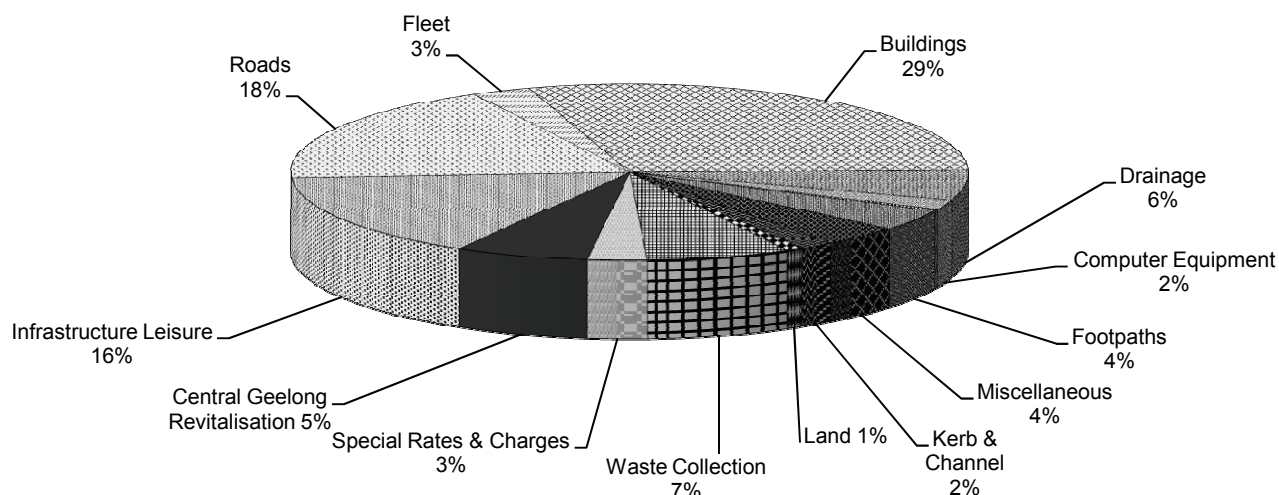 Fleet
3%
Buildings
29%
Roads
18%
Drainage
6%
Computer Equipment
2%
Footpaths
4%
Miscellaneous
4%
Kerb &
Channel
2%
Land 1%
Waste Collection
7%
Special Rates & Charges
3%
Central Geelong
Revitalisation 5%
Infrastructure Leisure
16%